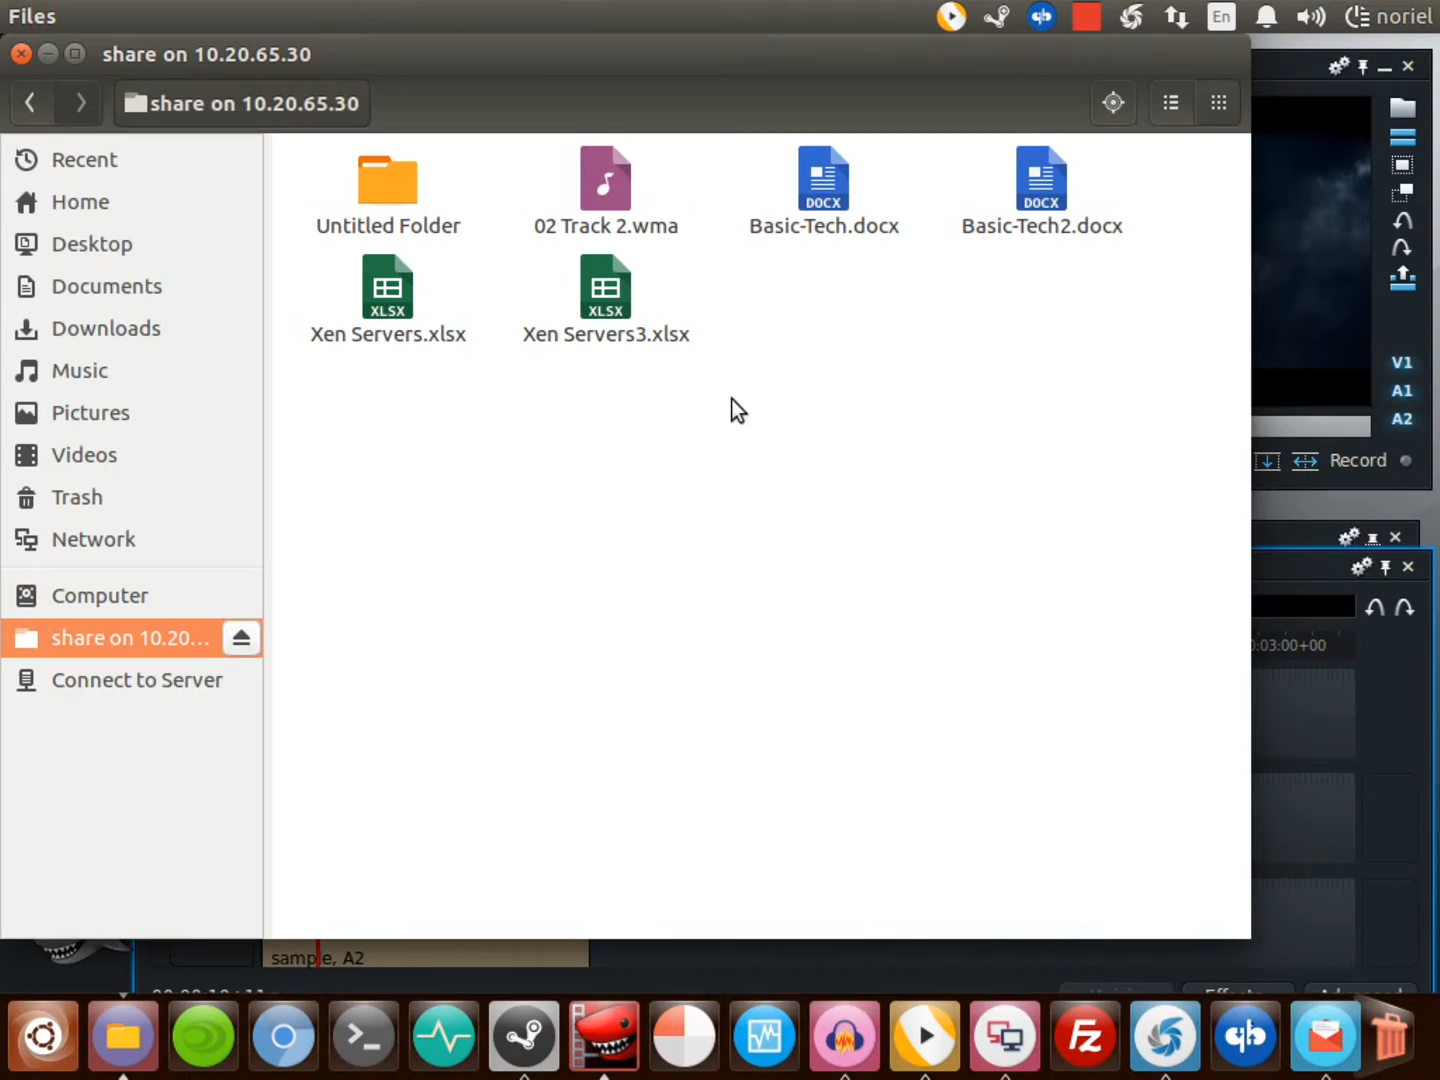 Files
En
noriel
share on 10.20.65.30
share on 10.20.65.30
Recent
Home
Desktop
Documents
Downloads
Music
Pictures
Videos
Trash
Network
Computer
share on 10.20...
Connect to Server
Untitled Folder
02 Track 2.wma
DOCX
Basic-Tech.docx
DOCX
Basic-Tech2.docx
XLSX
Xen Servers.xlsx
XLSX
Xen Servers3.xlsx
V1
A1
A2
Record
0:03:00+00
sample, A2
FZ
qb